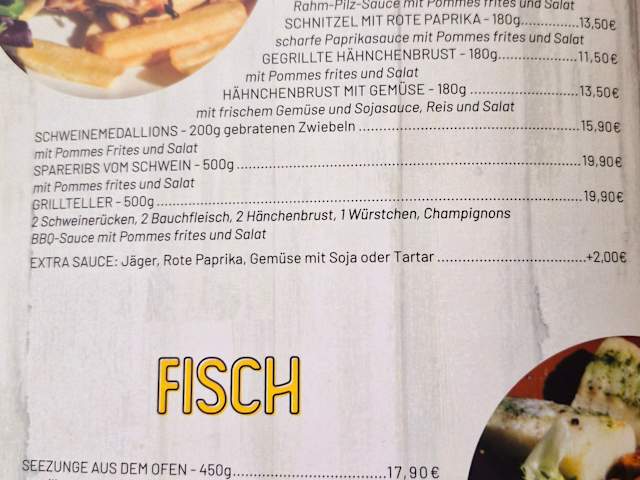 Rahm-Pilz-Sauce mit Pommes frites und Salat
SCHNITZEL MIT ROTE PAPRIKA - 180g.................13,50€
scharfe Paprikasauce mit Pommes frites und Salat
GEGRILLTE HÄHNCHENBRUST - 180g......................11,50€
mit Pommes frites und Salat
HÄHNCHENBRUST MIT GEMÜSE - 180g ......................13,50€
mit frischem Gemüse und Sojasauce, Reis und Salat
SCHWEINEMEDALLIONS - 200g gebratenen Zwiebeln ...........................................15,90€
mit Pommes Frites und Salat
SPARERIBS VOM SCHWEIN - 500g.................................................................19,90€
mit Pommes frites und Salat
GRILLTELLER - 500g...................................................................................19,90€
2 Schweinerücken, 2 Bauchfleisch, 2 Hänchenbrust, 1 Würstchen, Champignons
BBQ-Sauce mit Pommes frites und Salat
EXTRA SAUCE: Jäger, Rote Paprika, Gemüse mit Soja oder Tartar .............................+2,00€
FISCH
SEEZUNGE AUS DEM OFEN - 450g...............................17,90€